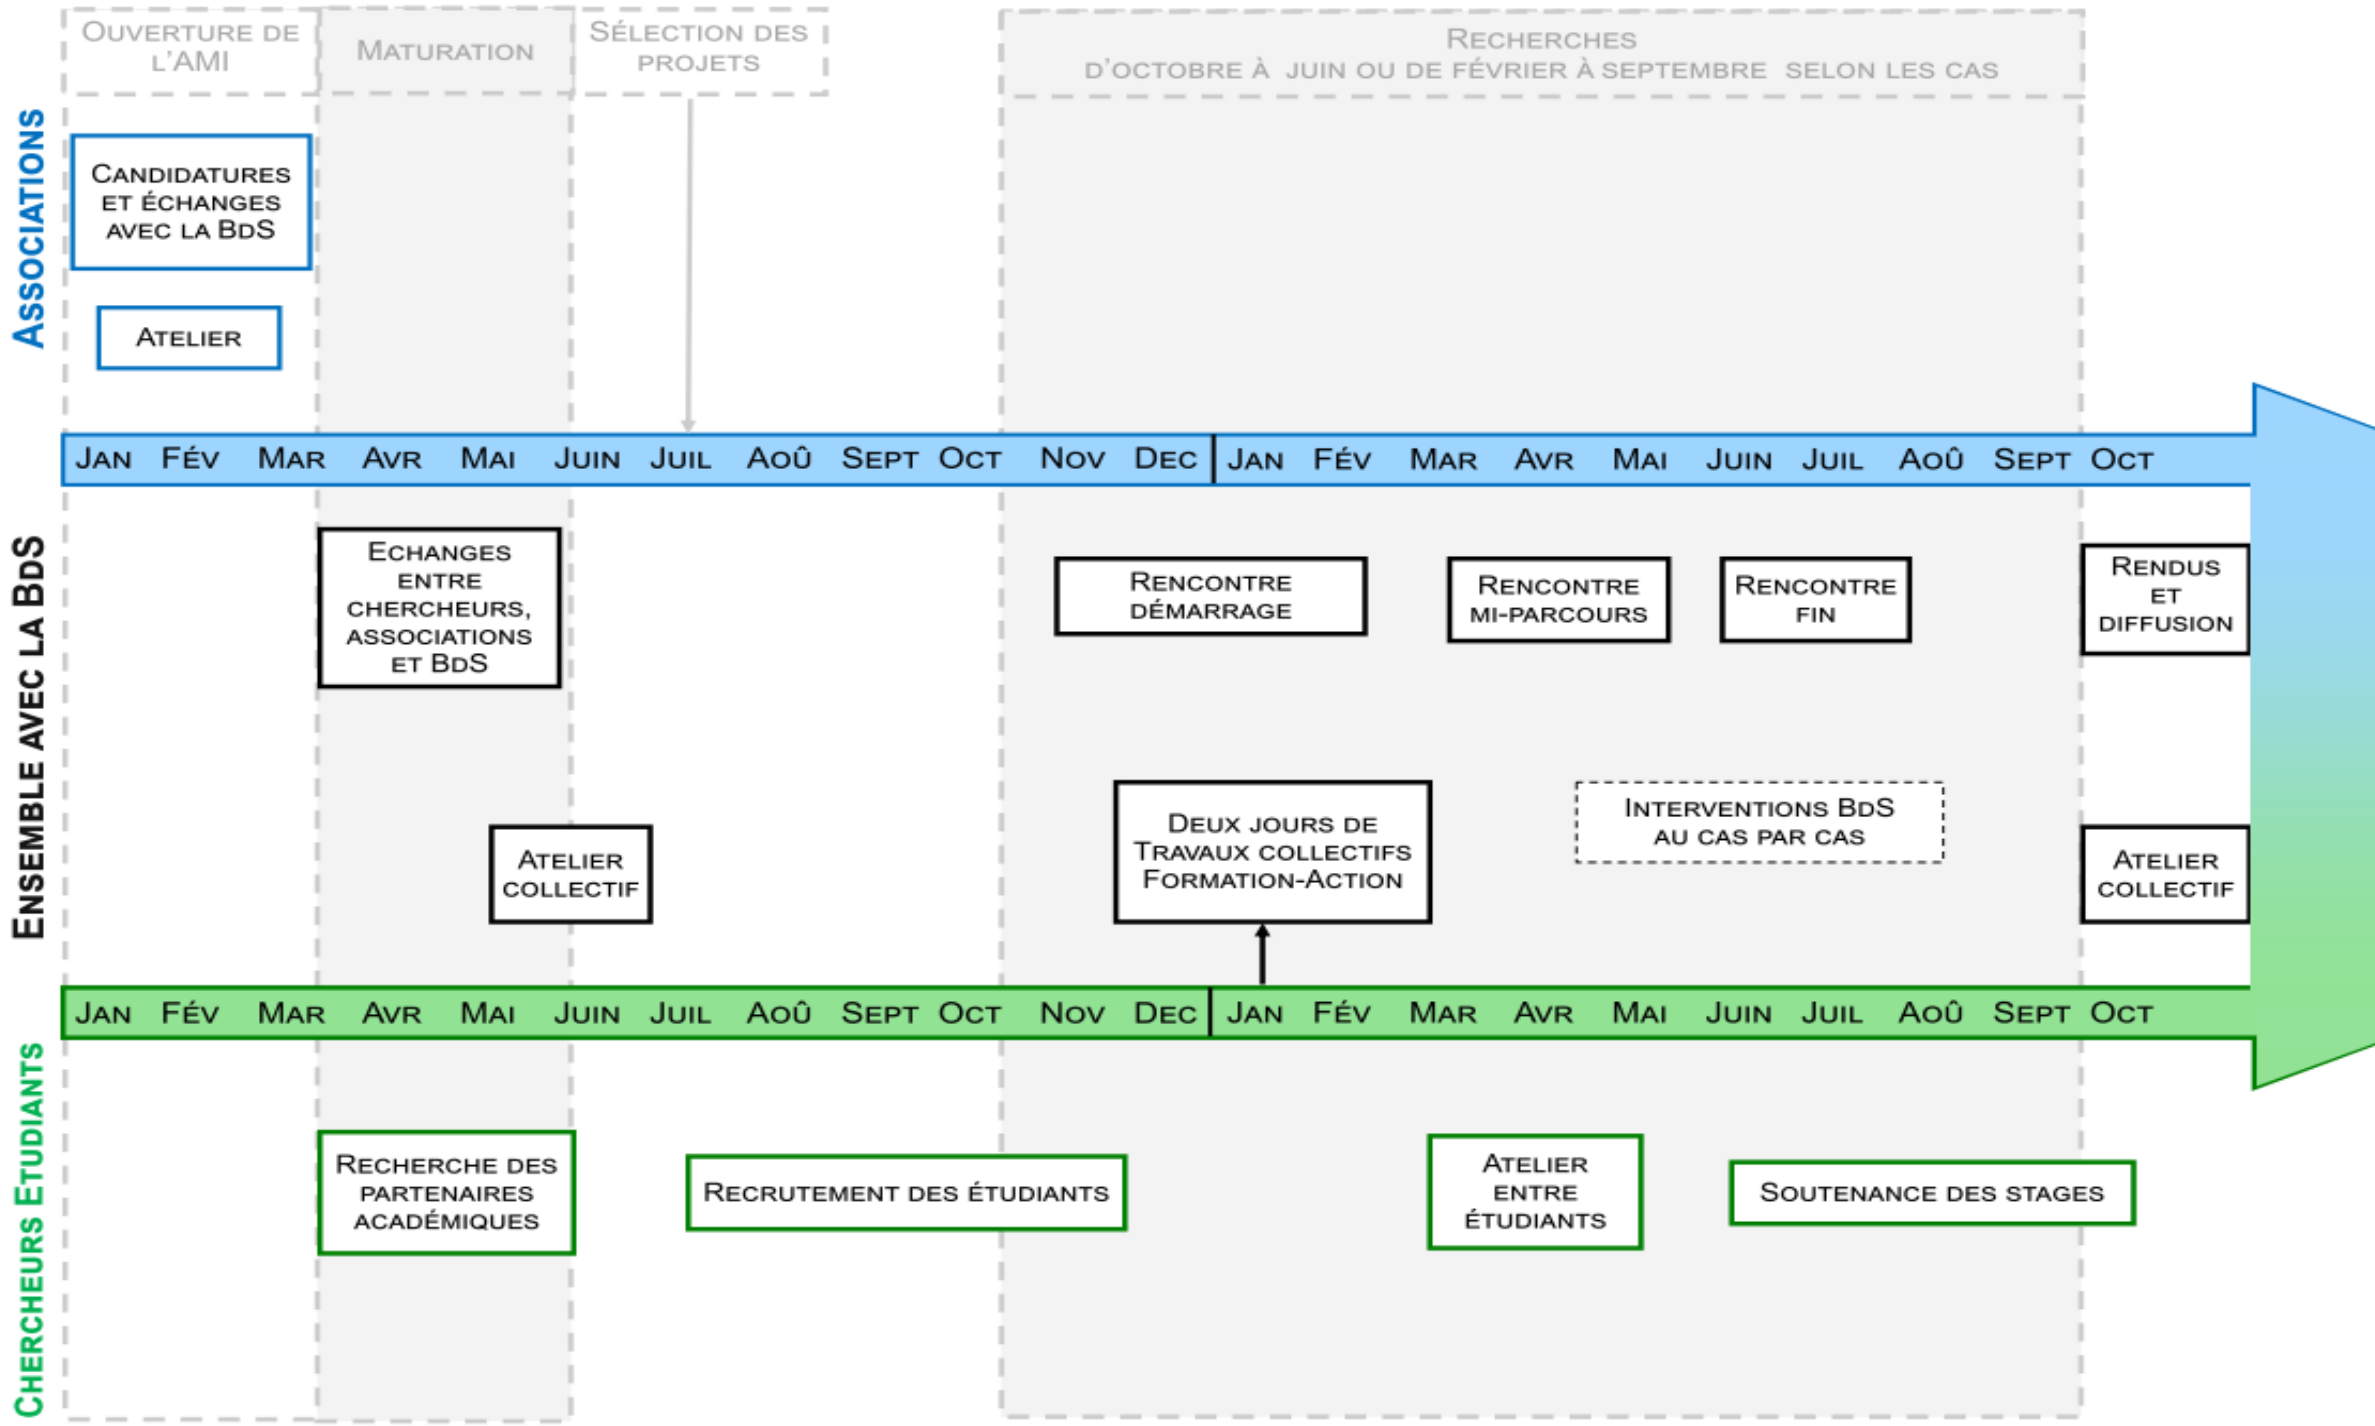 OUVERTURE DE
L'AMI
MATURATION
SÉLECTION DES
PROJETS
RECHERCHES
D'OCTOBRE À JUIN OU DE FÉVRIER À SEPTEMBRE SELON LES CAS
ASSOCIATIONS
CANDIDATURES
ET ÉCHANGES
AVEC LA BDS
ATELIER
JAN FÉV MAR AVR MAI JUIN JUIL AOÛ SEPT OCT NOV DEC JAN FÉV MAR AVR MAI JUIN JUIL AOÛ SEPT OCT
ENSEMBLE AVEC LA BDS
ECHANGES
ENTRE
CHERCHEURS,
ASSOCIATIONS
ET BDS
RENCONTRE
DÉMARRAGE
RENCONTRE
MI-PARCOURS
RENCONTRE
FIN
RENDUS
ET
DIFFUSION
ATELIER
COLLECTIF
DEUX JOURS DE
TRAVAUX COLLECTIFS
FORMATION-ACTION
INTERVENTIONS BDS
AU CAS PAR CAS
ATELIER
COLLECTIF
JAN FÉV MAR AVR MAI JUIN JUIL AOÛ SEPT OCT NOV DEC JAN FÉV MAR AVR MAI JUIN JUIL AOÛ SEPT OCT
CHERCHEURS ETUDIANTS
RECHERCHE DES
PARTENAIRES
ACADÉMIQUES
RECRUTEMENT DES ÉTUDIANTS
ATELIER
ENTRE
ÉTUDIANTS
SOUTENANCE DES STAGES